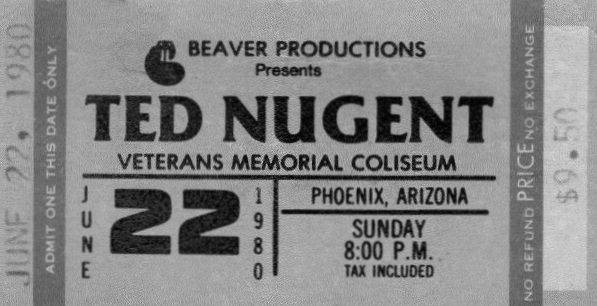 JUNE 22, 1980
ADMIT ONE THIS DATE ONLY
BEAVER PRODUCTIONS
Presents
TED NUGENT
VETERANS MEMORIAL COLISEUM
JUNE
22
1980
PHOENIX, ARIZONA
SUNDAY
8:00 P.M.
TAX INCLUDED
NO REFUND PRICE NO EXCHANGE
$9.50